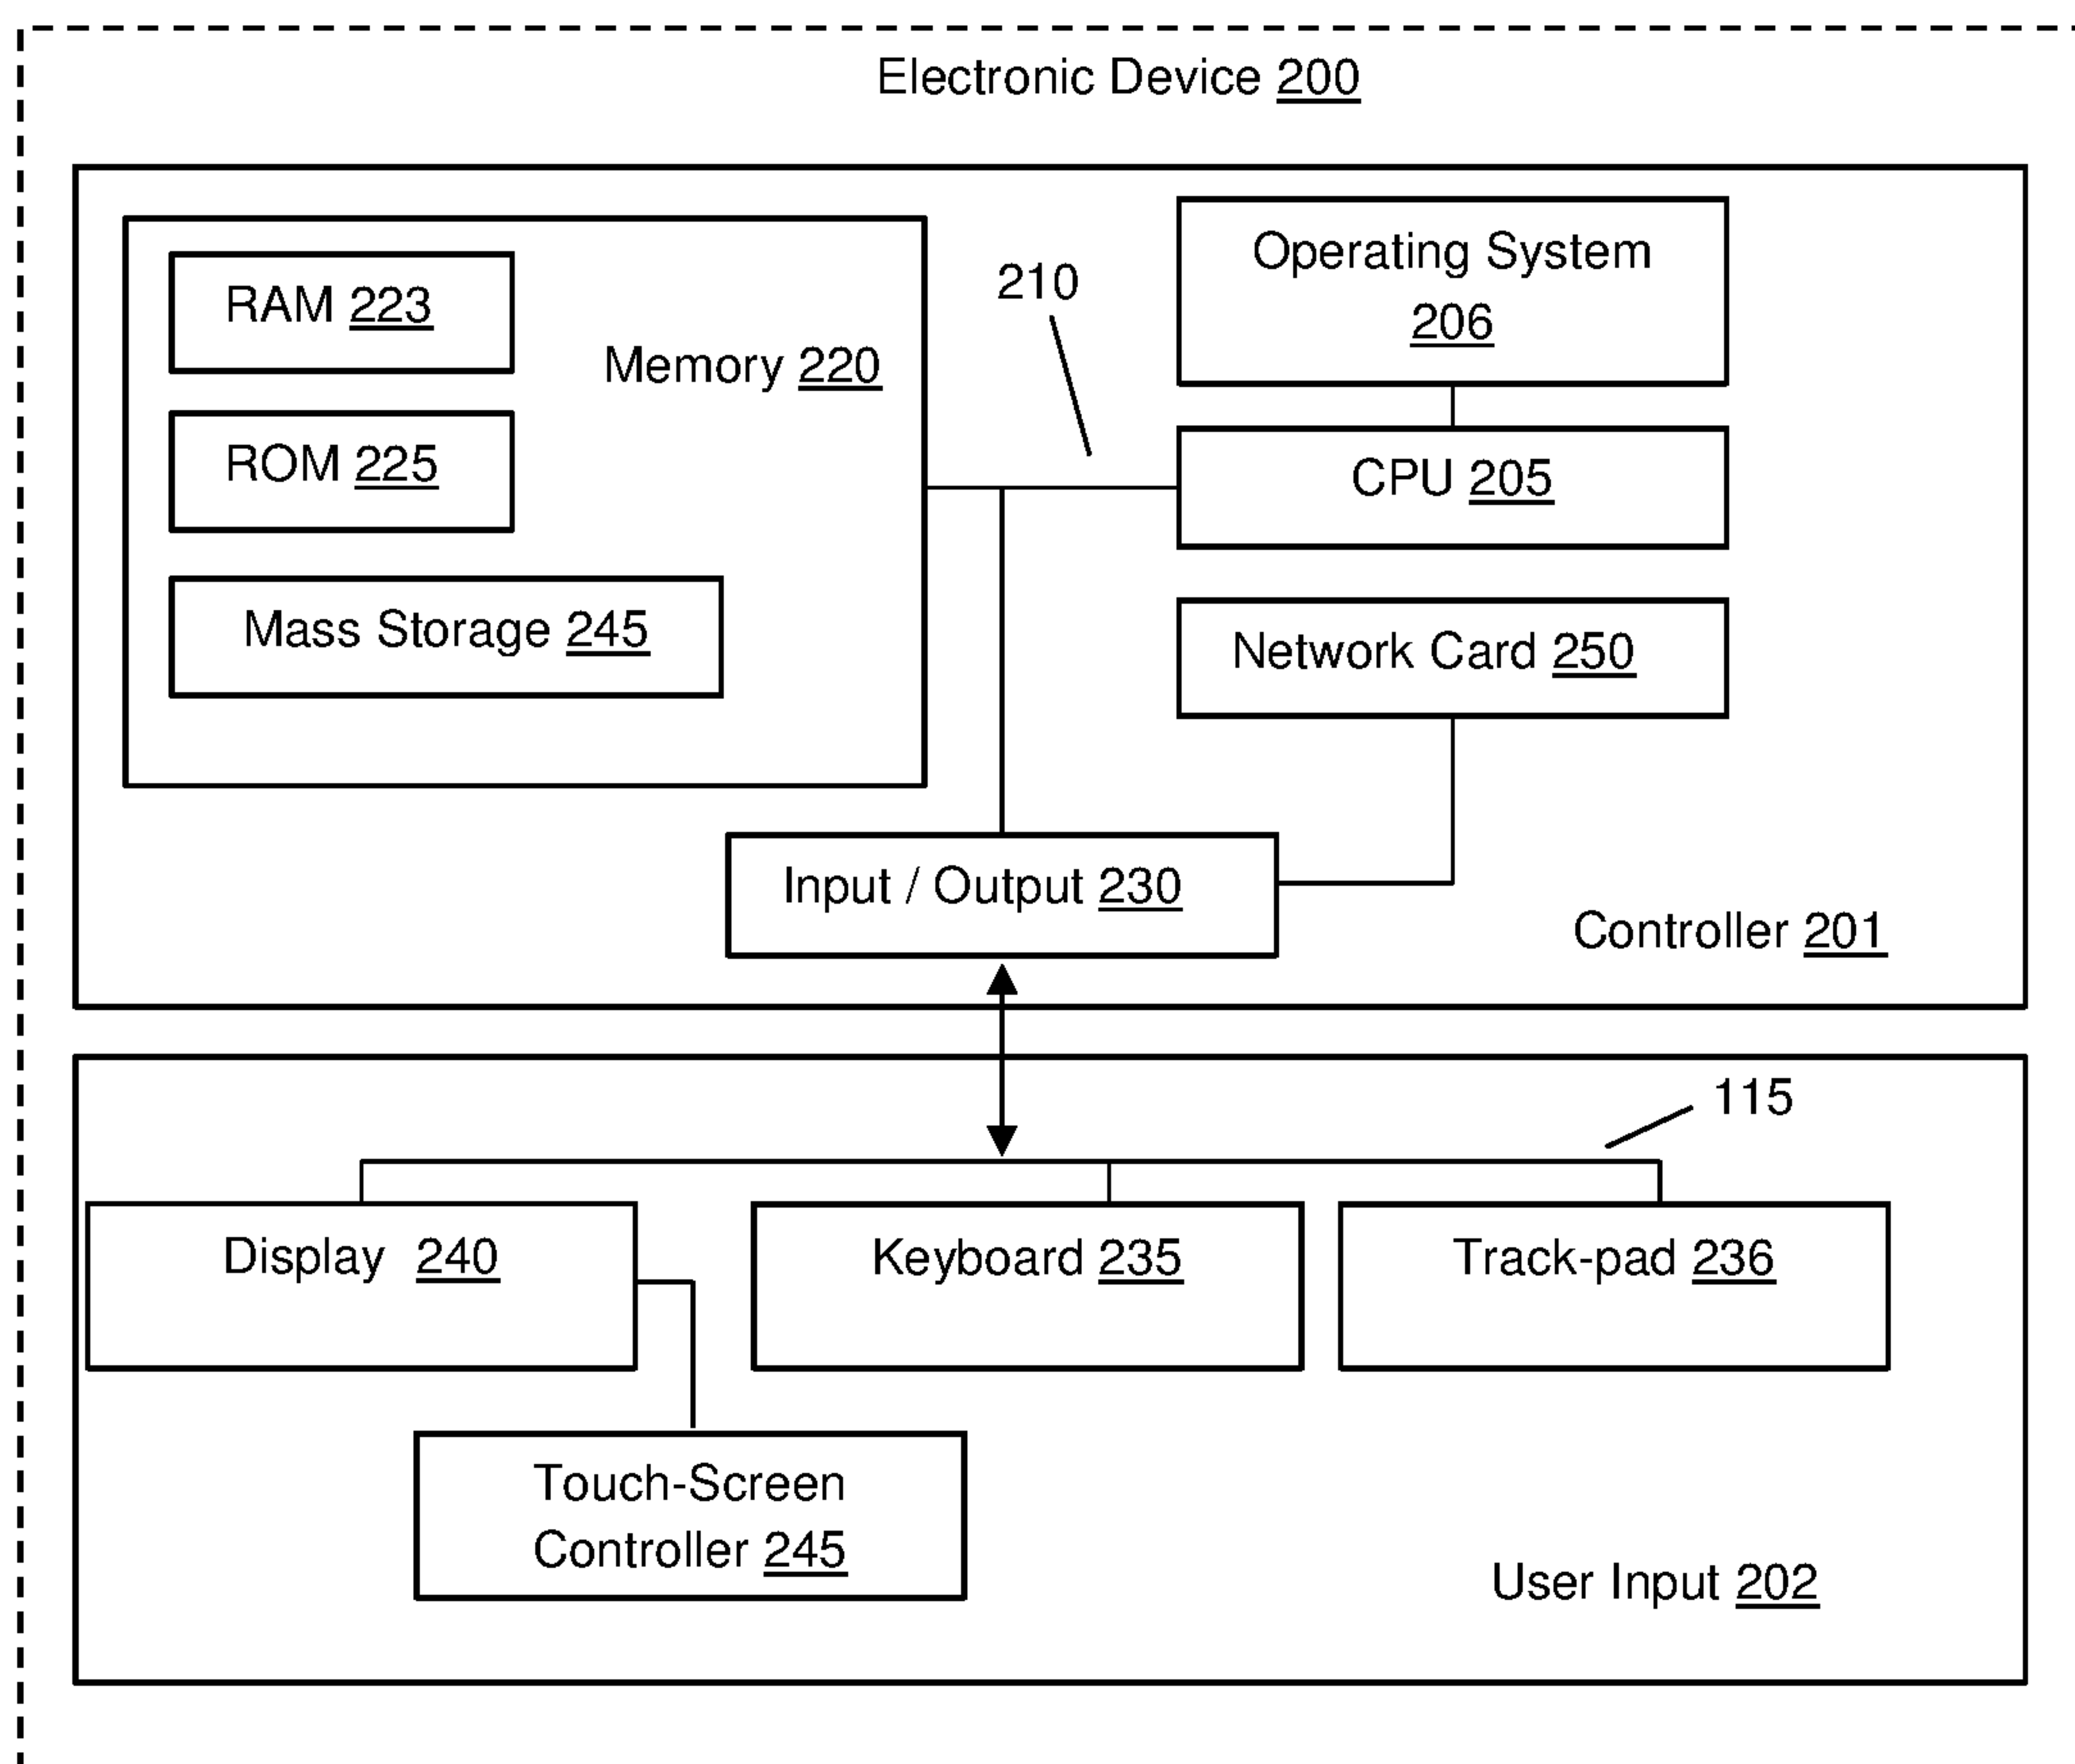 Electronic Device 200
RAM 223
Memory 220
ROM 225
Mass Storage 245
210
Operating System
206
CPU 205
Network Card 250
Input / Output 230
Controller 201
115
Display 240
Keyboard 235
Track-pad 236
Touch-Screen
Controller 245
User Input 202